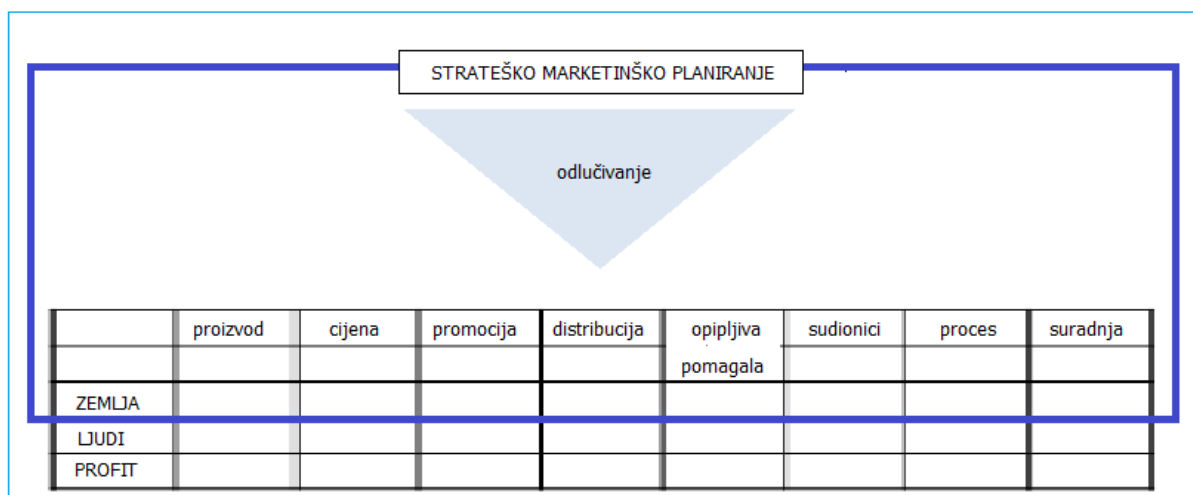 STRATEŠKO MARKETINŠKO PLANIRANJE
odlučivanje
proizvod cijena promocija distribucija opipljiva sudionici proces suradnja
pomagala
ZEMLJA
LJUDI
PROFIT